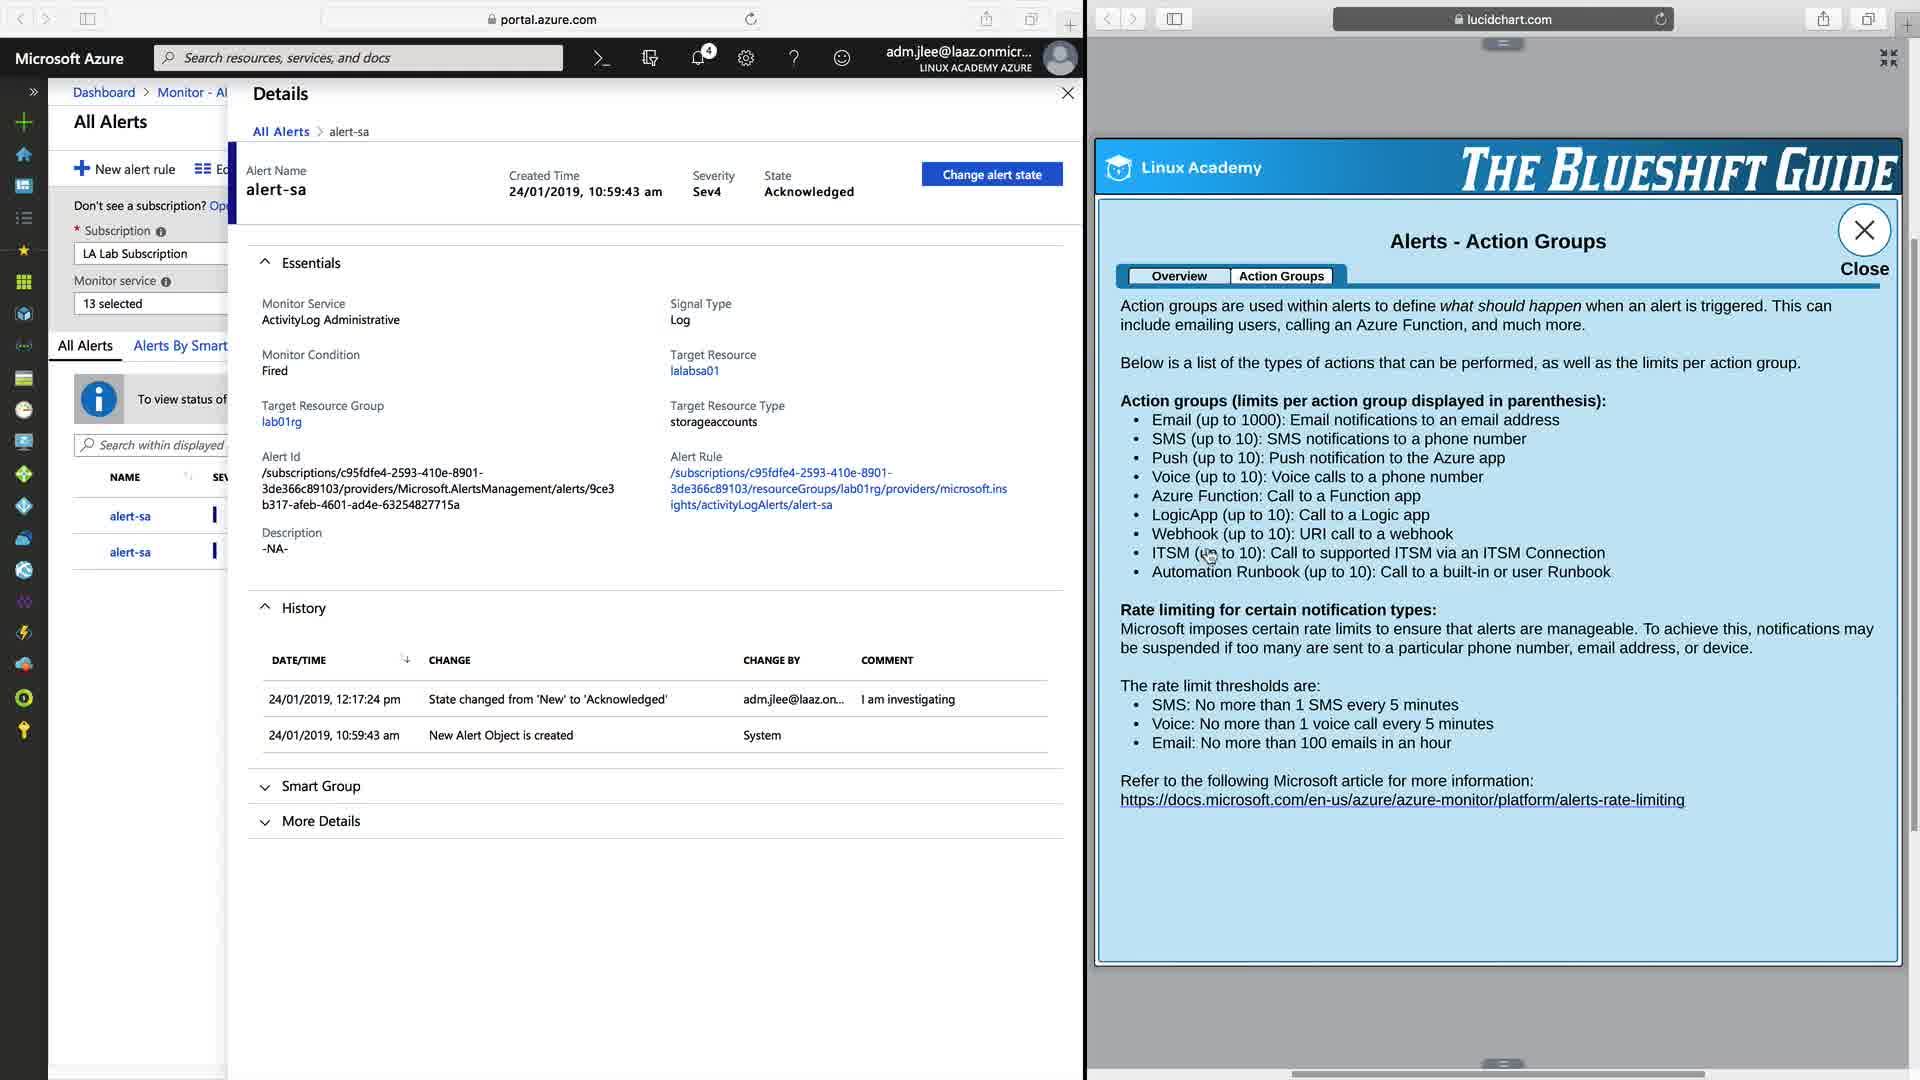 portal.azure.com
lucidchart.com
Microsoft Azure
Search resources, services, and docs
4
adm.jlee@laaz.onmicr...
LINUX ACADEMY AZURE
Dashboard > Monitor - Al
All Alerts
New alert rule
Ed
Don't see a subscription? Ope
* Subscription
LA Lab Subscription
Monitor service
13 selected
All Alerts
Alerts By Smart
To view status of
Search within displayed
NAME
SEV
alert-sa
alert-sa
Details
All Alerts > alert-sa
Alert Name
alert-sa
Created Time
24/01/2019, 10:59:43 am
Severity
Sev4
State
Acknowledged
Change alert state
Essentials
Monitor Service
ActivityLog Administrative
Signal Type
Log
Monitor Condition
Fired
Target Resource
lalabsa01
Target Resource Group
lab01rg
Target Resource Type
storageaccounts
Alert Id
/subscriptions/c95fdfe4-2593-410e-8901-
3de366c89103/providers/Microsoft.AlertsManagement/alerts/9ce3
b317-afeb-4601-ad4e-63254827715a
Alert Rule
/subscriptions/c95fdfe4-2593-410e-8901-
3de366c89103/resourceGroups/lab01rg/providers/microsoft.ins
ights/activityLogAlerts/alert-sa
Description
-NA-
History
DATE/TIME CHANGE CHANGE BY COMMENT
24/01/2019, 12:17:24 pm State changed from 'New' to 'Acknowledged' adm.jlee@laaz.on... I am investigating
24/01/2019, 10:59:43 am New Alert Object is created System
Smart Group
More Details
Linux Academy
THE BLUESHIFT GUIDE
Alerts - Action Groups
Close
Overview
Action Groups
Action groups are used within alerts to define what should happen when an alert is triggered. This can
include emailing users, calling an Azure Function, and much more.
Below is a list of the types of actions that can be performed, as well as the limits per action group.
Action groups (limits per action group displayed in parenthesis):
• Email (up to 1000): Email notifications to an email address
• SMS (up to 10): SMS notifications to a phone number
• Push (up to 10): Push notification to the Azure app
• Voice (up to 10): Voice calls to a phone number
• Azure Function: Call to a Function app
• LogicApp (up to 10): Call to a Logic app
• Webhook (up to 10): URI call to a webhook
• ITSM (up to 10): Call to supported ITSM via an ITSM Connection
• Automation Runbook (up to 10): Call to a built-in or user Runbook
Rate limiting for certain notification types:
Microsoft imposes certain rate limits to ensure that alerts are manageable. To achieve this, notifications may
be suspended if too many are sent to a particular phone number, email address, or device.
The rate limit thresholds are:
• SMS: No more than 1 SMS every 5 minutes
• Voice: No more than 1 voice call every 5 minutes
• Email: No more than 100 emails in an hour
Refer to the following Microsoft article for more information:
https://docs.microsoft.com/en-us/azure/azure-monitor/platform/alerts-rate-limiting